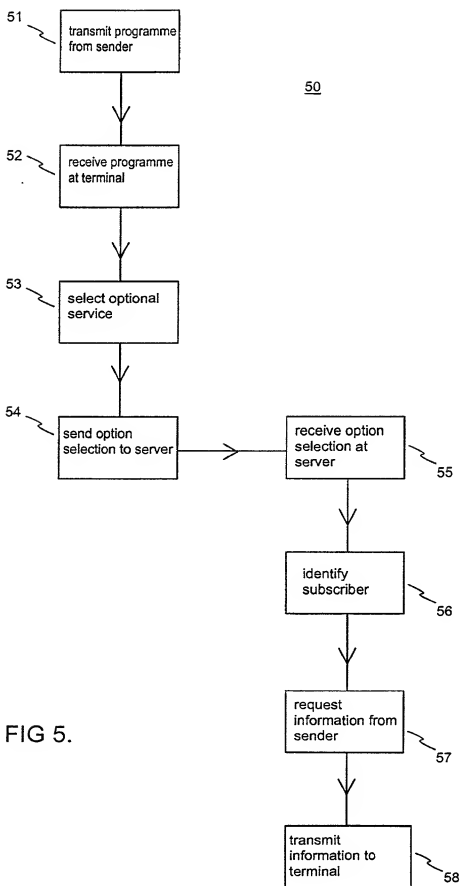 51
transmit programme
from sender
50
52
receive programme
at terminal
53
select optional
service
54
send option
selection to server
receive option
selection at
server
55
identify
subscriber
56
request
information from
sender
57
FIG 5.
transmit
information to
terminal
58